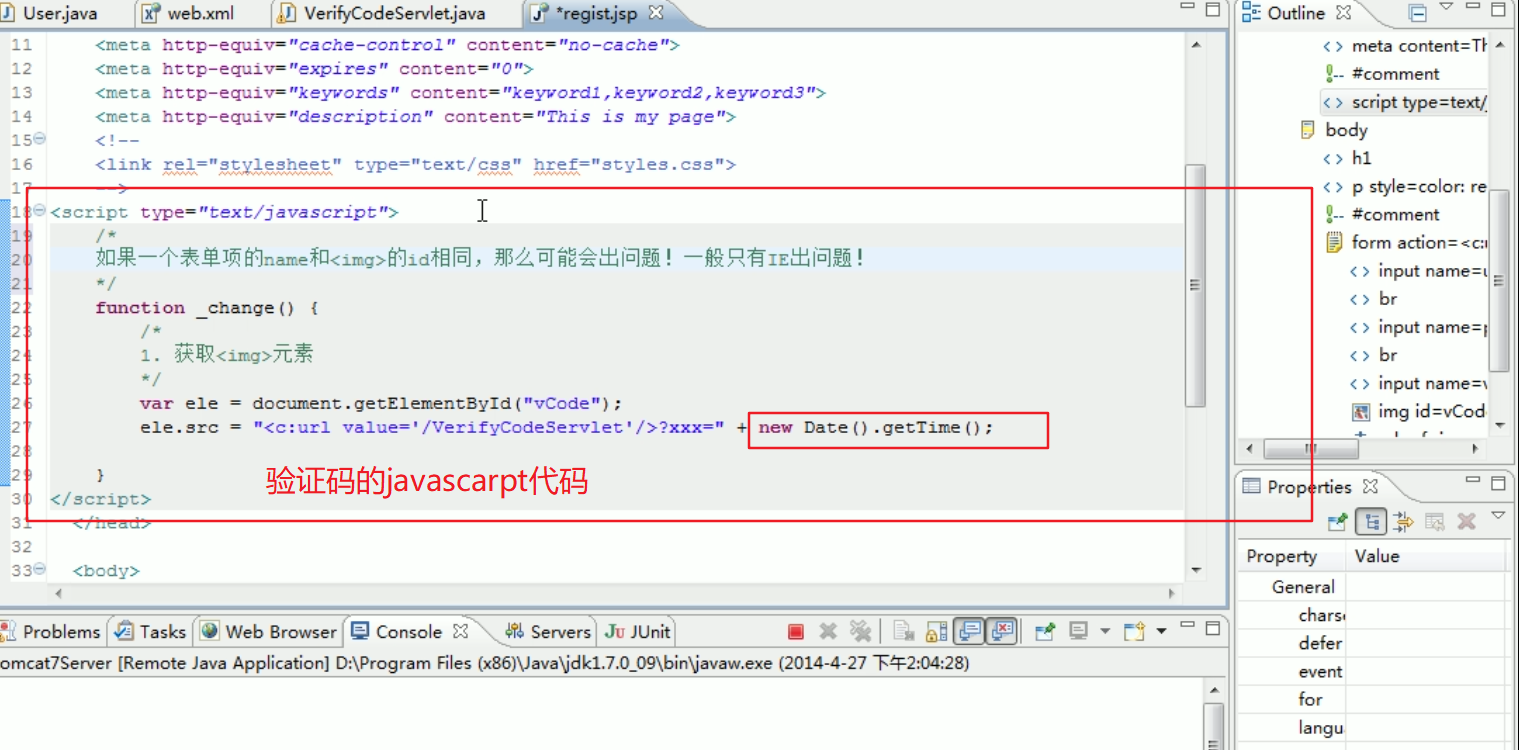 User.java
web.xml
VerifyCodeServlet.java
*regist.jsp
11 <meta http-equiv="cache-control" content="no-cache">
12 <meta http-equiv="expires" content="0">
13 <meta http-equiv="keywords" content="keyword1,keyword2,keyword3">
14 <meta http-equiv="description" content="This is my page">
15 <!--
16 <link rel="stylesheet" type="text/css" href="styles.css">
17 -->
18 <script type="text/javascript">
19 /*
20 如果一个表单项的name和<img>的id相同，那么可能会出问题！一般只有IE出问题！
21 */
22 function _change() {
23 /*
24 1. 获取<img>元素
25 */
26 var ele = document.getElementById("vCode");
27 ele.src = "<c:url value='/VerifyCodeServlet'/>?xxx=" + new Date().getTime();
28
29 }
验证码的javascarpt代码
30 </script>
31 </head>
32
33 <body>
Outline
meta content=Th
#comment
script type=text/
body
h1
p style=color: re
#comment
form action=<c:u
input name=u
br
input name=p
br
input name=v
img id=vCod
Properties
Property Value
General
charse
defer
event
for
langu
Problems
Tasks
Web Browser
Console
Servers
JUnit
omcat7Server [Remote Java Application] D:\Program Files (x86)\Java\jdk1.7.0_09\bin\javaw.exe (2014-4-27 下午2:04:28)